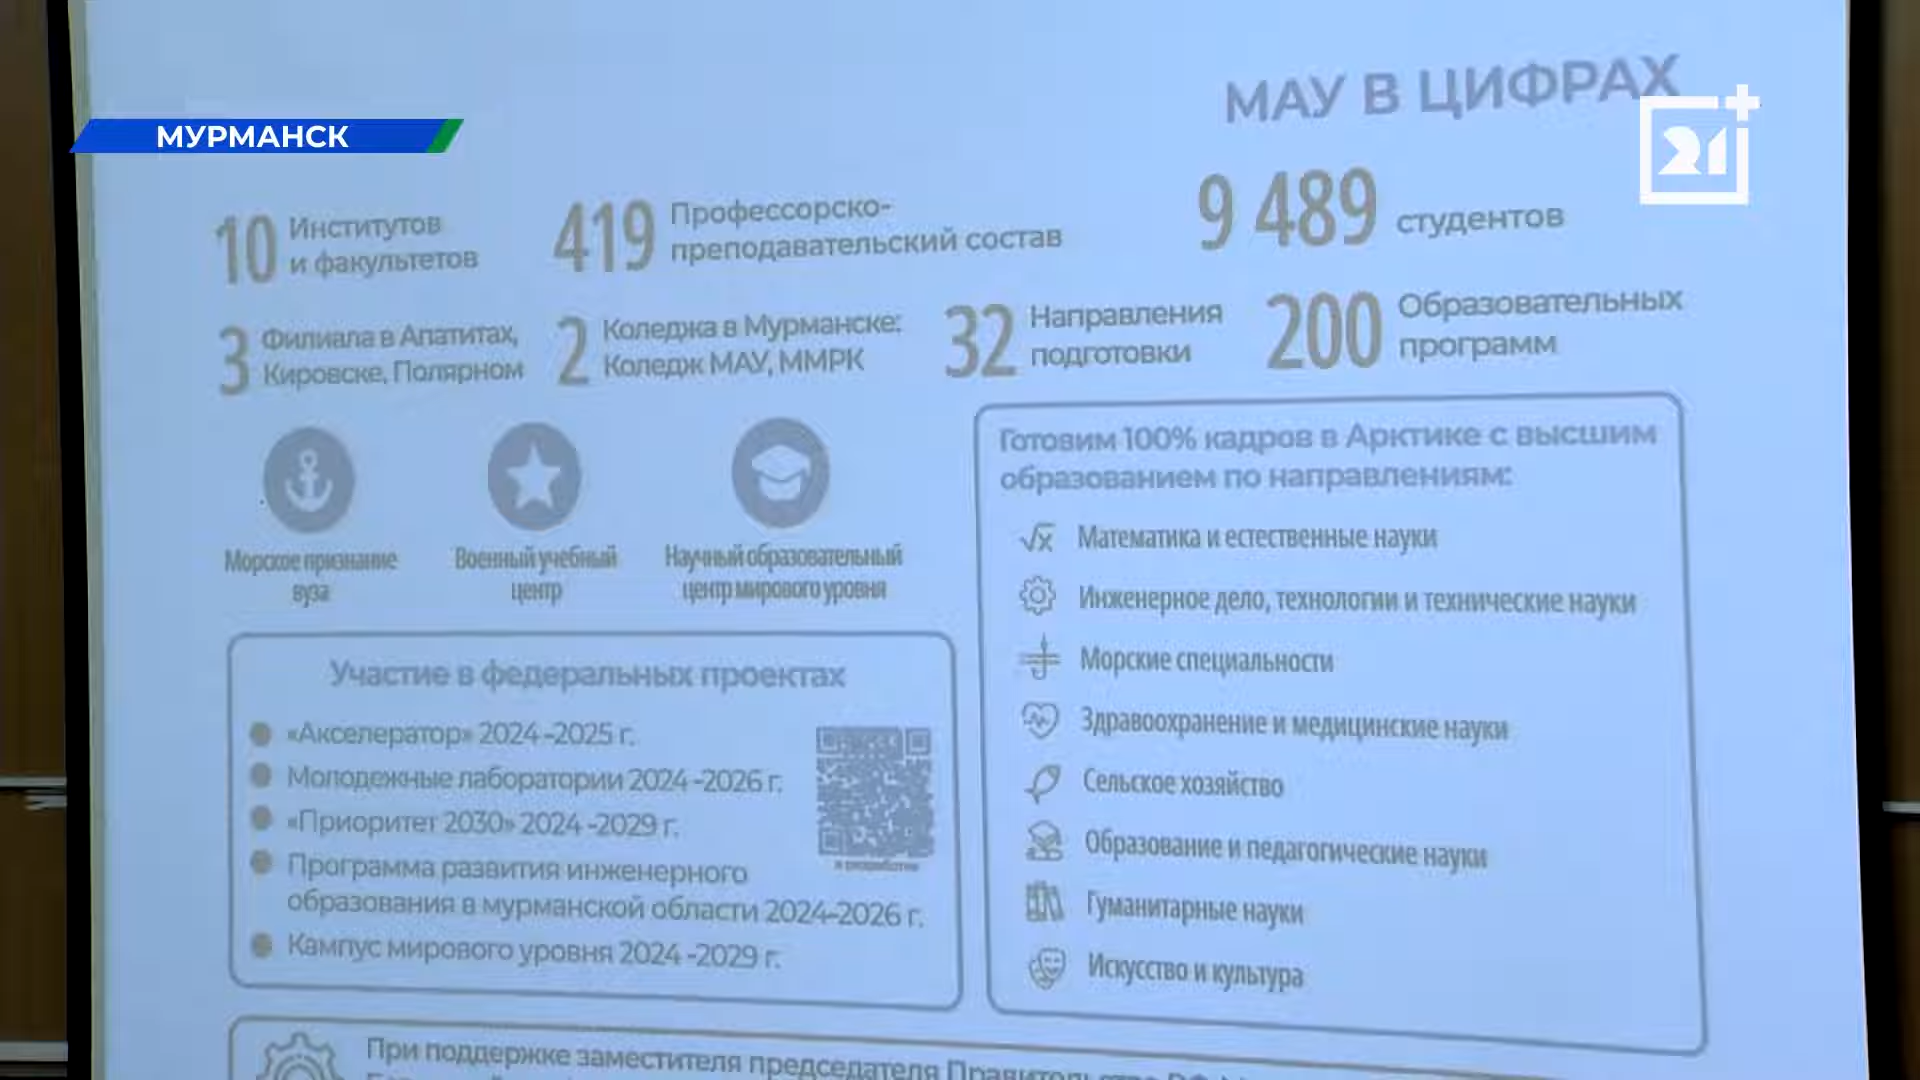 МАУ В ЦИФРАХ
21+
МУРМАНСК
10 Институтов
и факультетов
419 Профессорско-
преподавательский состав
9 489 студентов
3 Филиала в Апатитах,
Кировске, Полярном
2 Коледжа в Мурманске:
Коледж МАУ, ММРК
32 Направления
подготовки
200 Образовательных
программ
Морское признание
вуза
Военный учебный
центр
Научный образовательный
центр мирового уровня
Готовим 100% кадров в Арктике с высшим
образованием по направлениям:
√x Математика и естественные науки
Инженерное дело, технологии и технические науки
Морские специальности
Здравоохранение и медицинские науки
Сельское хозяйство
Образование и педагогические науки
Гуманитарные науки
Искусство и культура
Участие в федеральных проектах
«Акселератор» 2024 -2025 г.
Молодежные лаборатории 2024 -2026 г.
«Приоритет 2030» 2024 -2029 г.
Программа развития инженерного
образования в мурманской области 2024-2026 г.
Кампус мирового уровня 2024 -2029 г.
При поддержке заместителя председателя